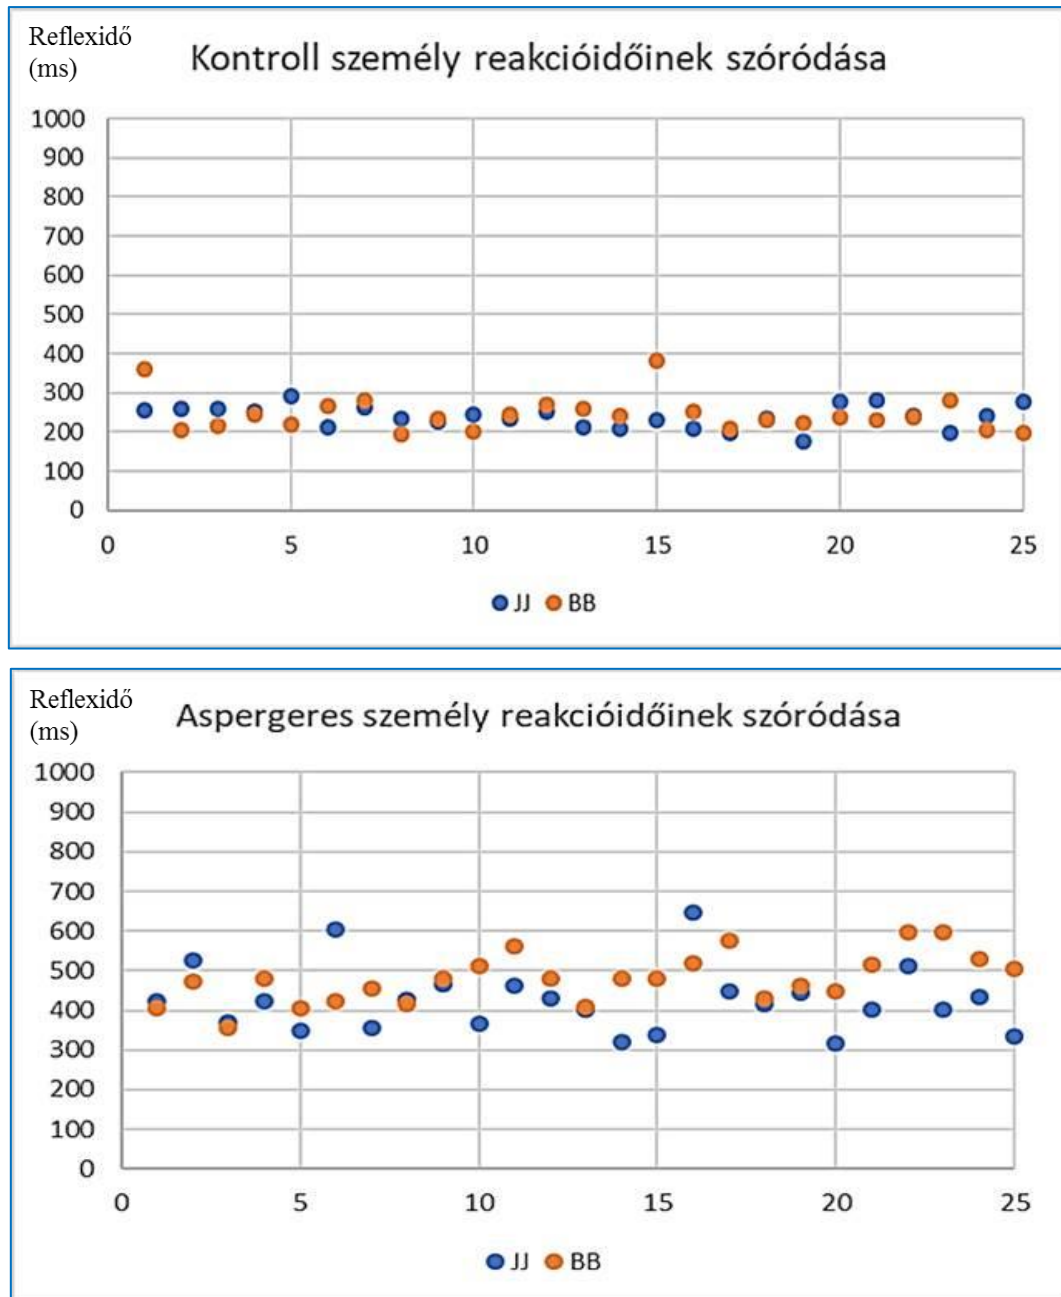 Reflexidő
(ms)
Kontroll személy reakcióidőinek szóródása
1000
900
800
700
600
500
400
300
200
100
0
0 5 10 15 20 25
JJ BB
Reflexidő
(ms)
Aspergeres személy reakcióidőinek szóródása
1000
900
800
700
600
500
400
300
200
100
0
0 5 10 15 20 25
JJ BB